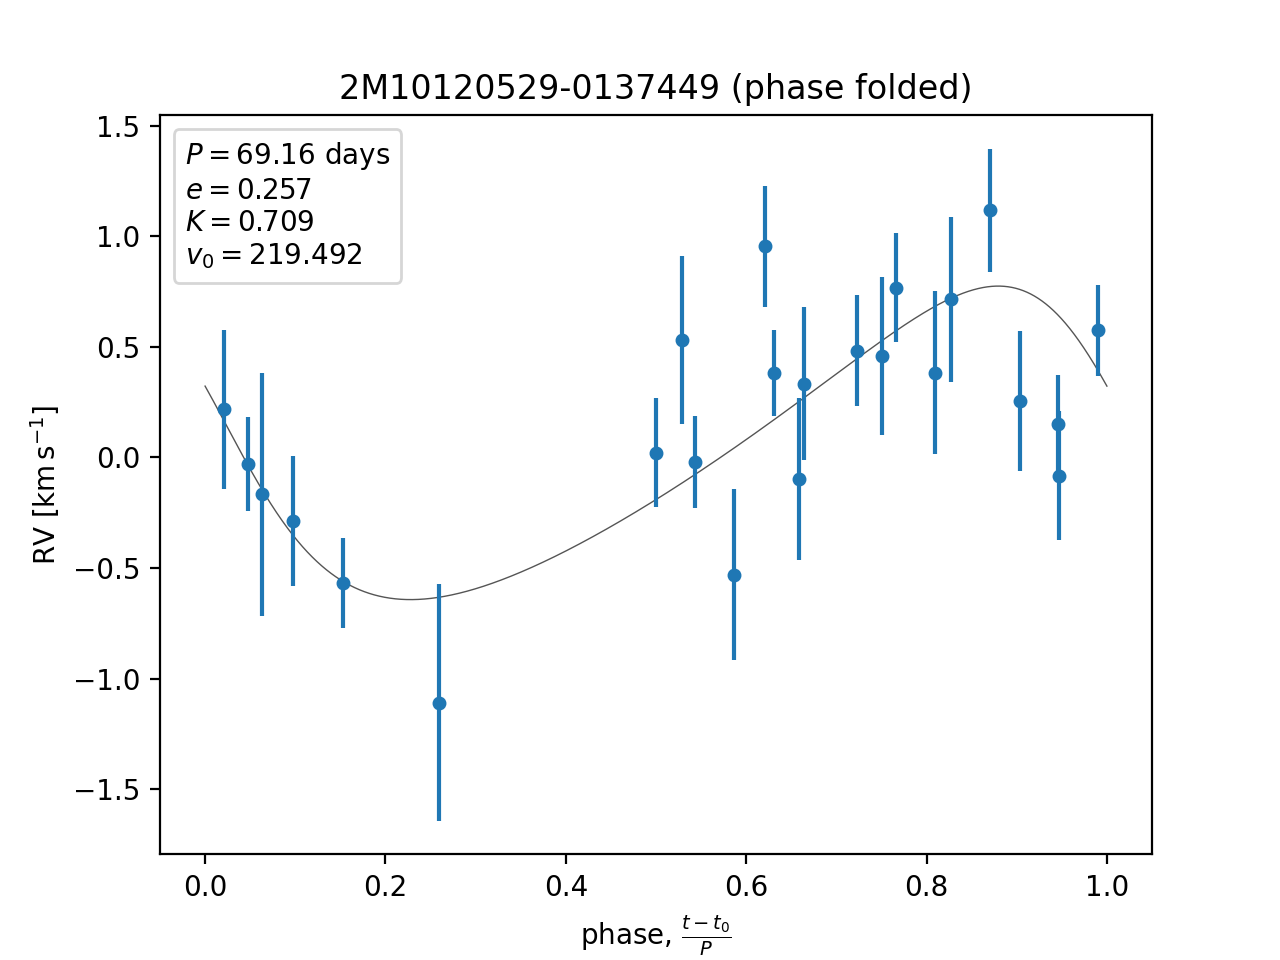 2M10120529-0137449 (phase folded)
P = 69.16 days
e = 0.257
K = 0.709
v₀ = 219.492
1.5
1.0
0.5
0.0
−0.5
−1.0
−1.5
RV [km s⁻¹]
0.0 0.2 0.4 0.6 0.8 1.0
phase, (t − t₀)/P